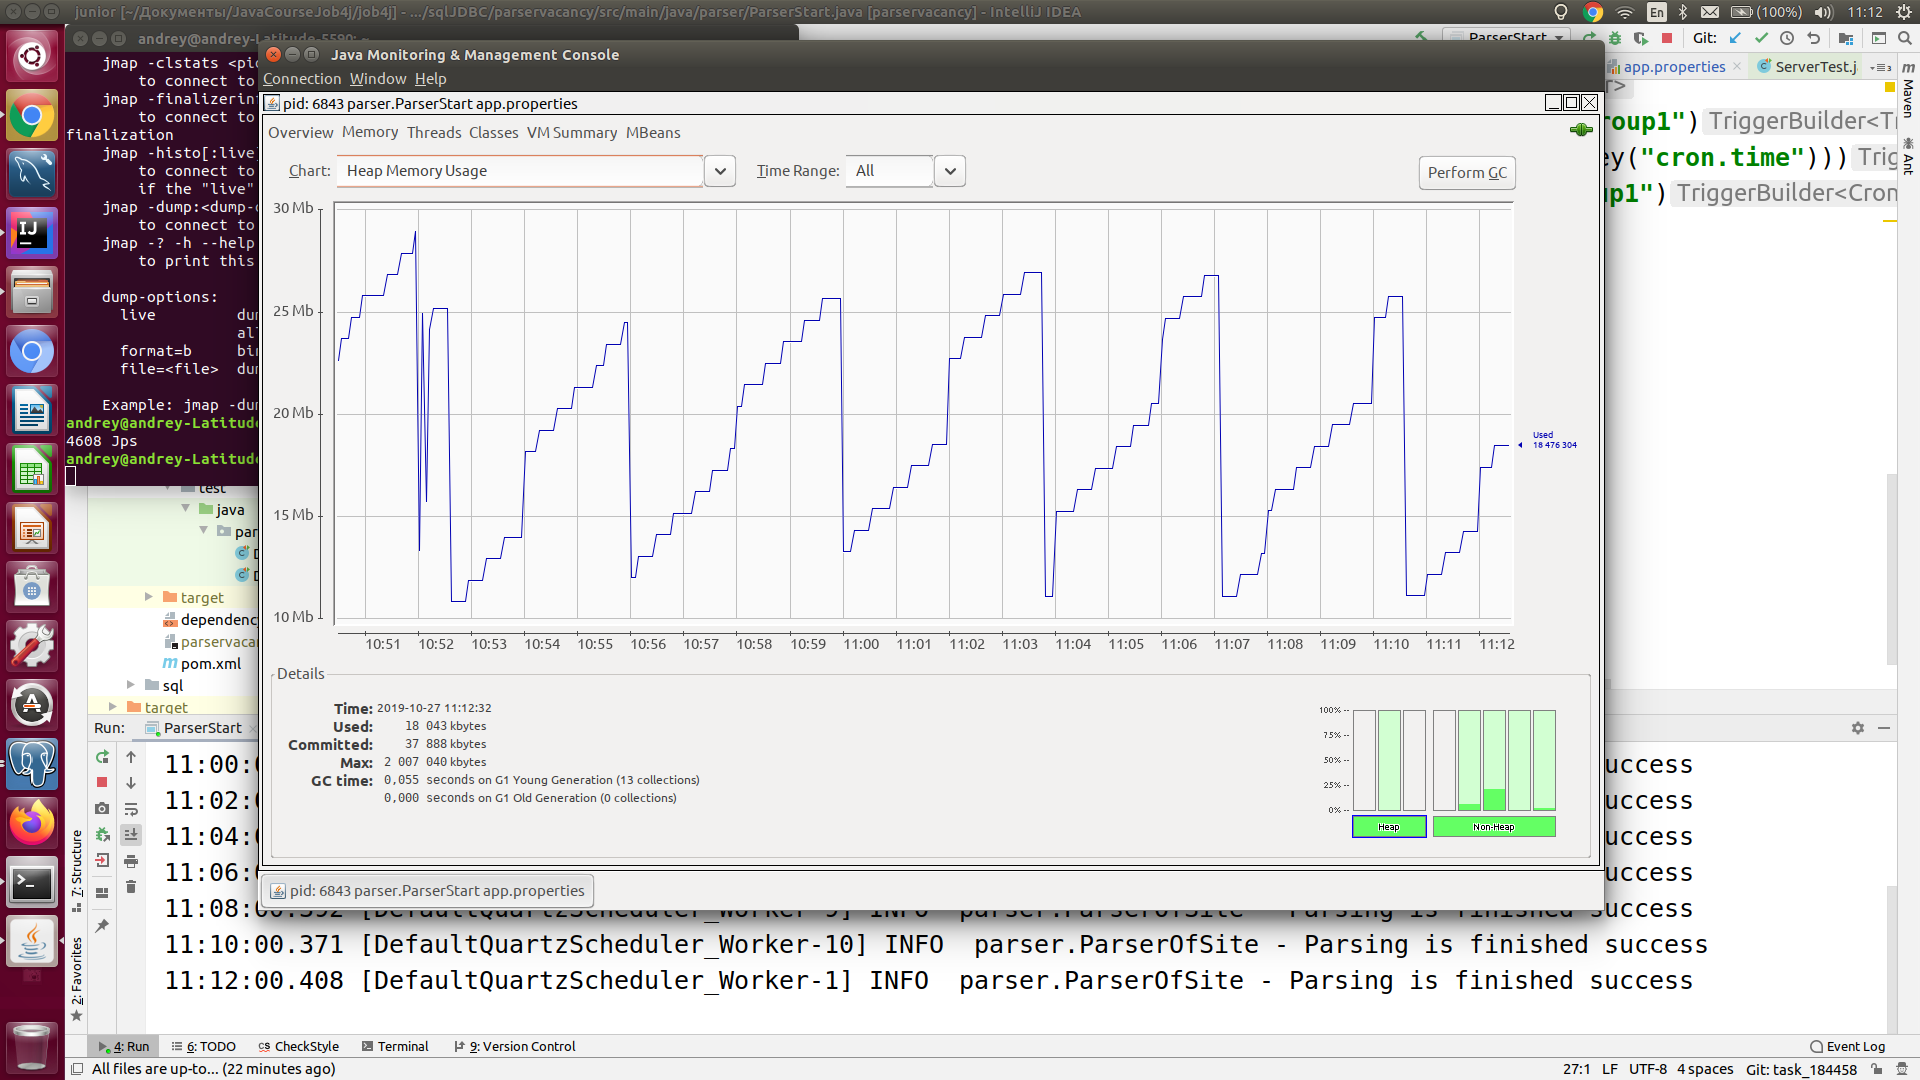 junior [~/Документы/JavaCourseJob4j/job4j] - .../sqlJDBC/parservacancy/src/main/java/parser/ParserStart.java [parservacancy] - IntelliJ IDEA
En
(100%)
11:12
andrey@andrey-Latitude-5590: ~
ParserStart
Git:
Java Monitoring & Management Console
Connection Window Help
pid: 6843 parser.ParserStart app.properties
Overview Memory Threads Classes VM Summary MBeans
Chart: Heap Memory Usage
Time Range: All
Perform GC
30 Mb
25 Mb
20 Mb
15 Mb
10 Mb
10:51 10:52 10:53 10:54 10:55 10:56 10:57 10:58 10:59 11:00 11:01 11:02 11:03 11:04 11:05 11:06 11:07 11:08 11:09 11:10 11:11 11:12
Used
18 476 304
Details
Time: 2019-10-27 11:12:32
Used: 18 043 kbytes
Committed: 37 888 kbytes
Max: 2 007 040 kbytes
GC time: 0,055 seconds on G1 Young Generation (13 collections)
0,000 seconds on G1 Old Generation (0 collections)
100% --
75% --
50% --
25% --
0% --
Heap
Non-Heap
pid: 6843 parser.ParserStart app.properties
jmap -clstats <pid
to connect to
jmap -finalizerin
to connect to
finalization
jmap -histo[:live]
to connect to
if the "live"
jmap -dump:<dump-
to connect to
jmap -? -h --help
to print this
dump-options:
live
format=b
file=<file>
Example: jmap -du
andrey@andrey-Latitude
4608 Jps
andrey@andrey-Latitude
app.properties
ServerTest.j
Maven
Ant
roup1") TriggerBuilder<T
ey("cron.time")))
up1") TriggerBuilder<Cron
test
java
par
target
dependenc
parservaca
pom.xml
sql
target
Run: ParserStart
11:00: uccess
11:02: uccess
11:04: uccess
11:06: uccess
11:08:00.392 [DefaultQuartzScheduler_Worker-9] INFO  parser.ParserOfSite - Parsing is finished success
11:10:00.371 [DefaultQuartzScheduler_Worker-10] INFO  parser.ParserOfSite - Parsing is finished success
11:12:00.408 [DefaultQuartzScheduler_Worker-1] INFO  parser.ParserOfSite - Parsing is finished success
7: Structure
2: Favorites
4: Run
6: TODO
CheckStyle
Terminal
9: Version Control
Event Log
All files are up-to... (22 minutes ago)
27:1 LF UTF-8 4 spaces Git: task_184458